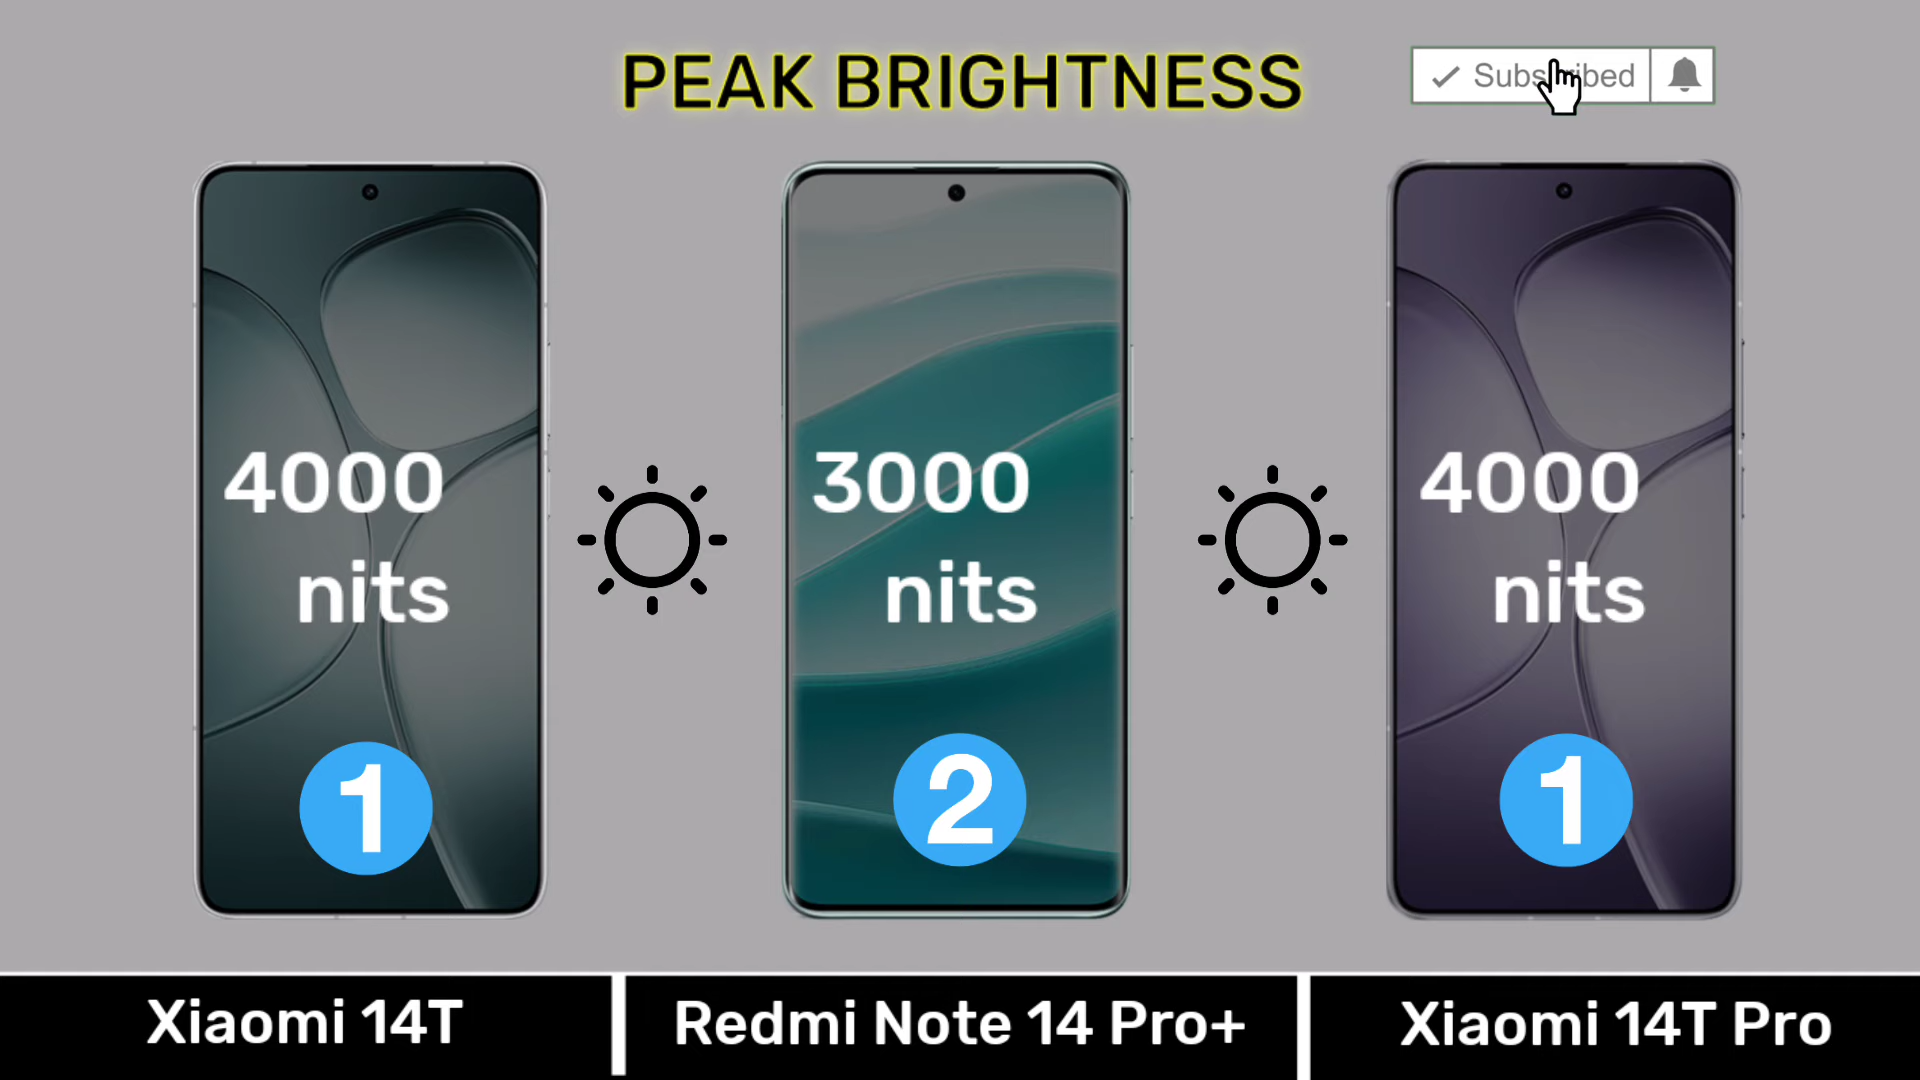 PEAK BRIGHTNESS
Subscribed
4000
nits
3000
nits
4000
nits
1
2
1
Xiaomi 14T
Redmi Note 14 Pro+
Xiaomi 14T Pro